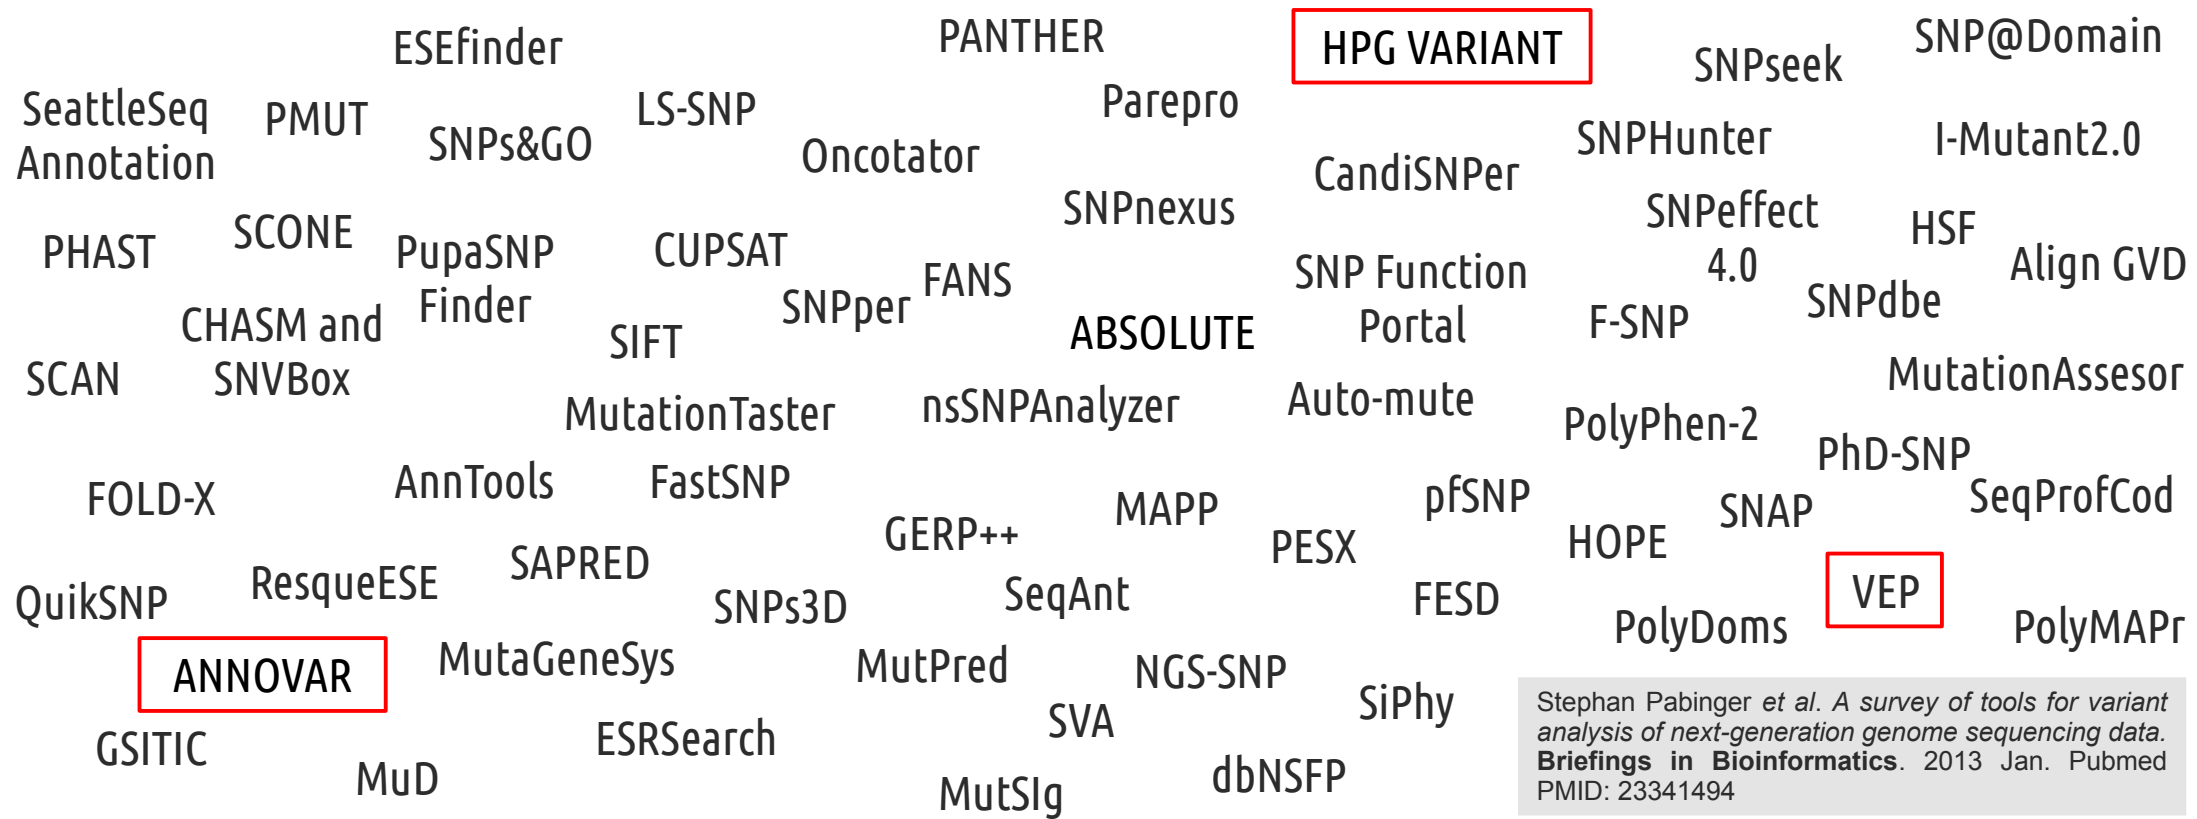 PANTHER
HPG VARIANT
SNP@Domain
ESEfinder
SNPseek
SeattleSeq
Annotation
PMUT
LS-SNP
Parepro
SNPs&GO
Oncotator
SNPHunter
I-Mutant2.0
CandiSNPer
SNPnexus
SNPeffect
4.0
HSF
SCONE
PHAST
PupaSNP
Finder
CUPSAT
FANS
SNP Function
Portal
Align GVD
SNPper
SNPdbe
CHASM and
SNVBox
SIFT
ABSOLUTE
F-SNP
SCAN
MutationAssesor
MutationTaster
nsSNPAnalyzer
Auto-mute
PolyPhen-2
PhD-SNP
FOLD-X
AnnTools
FastSNP
MAPP
pfSNP
SNAP
SeqProfCod
GERP++
PESX
HOPE
SAPRED
ResqueESE
QuikSNP
SNPs3D
SeqAnt
FESD
VEP
PolyDoms
PolyMAPr
ANNOVAR
MutaGeneSys
MutPred
NGS-SNP
SiPhy
SVA
GSITIC
ESRSearch
MuD
MutSIg
dbNSFP
Stephan Pabinger et al. A survey of tools for variant
analysis of next-generation genome sequencing data.
Briefings in Bioinformatics. 2013 Jan. Pubmed
PMID: 23341494